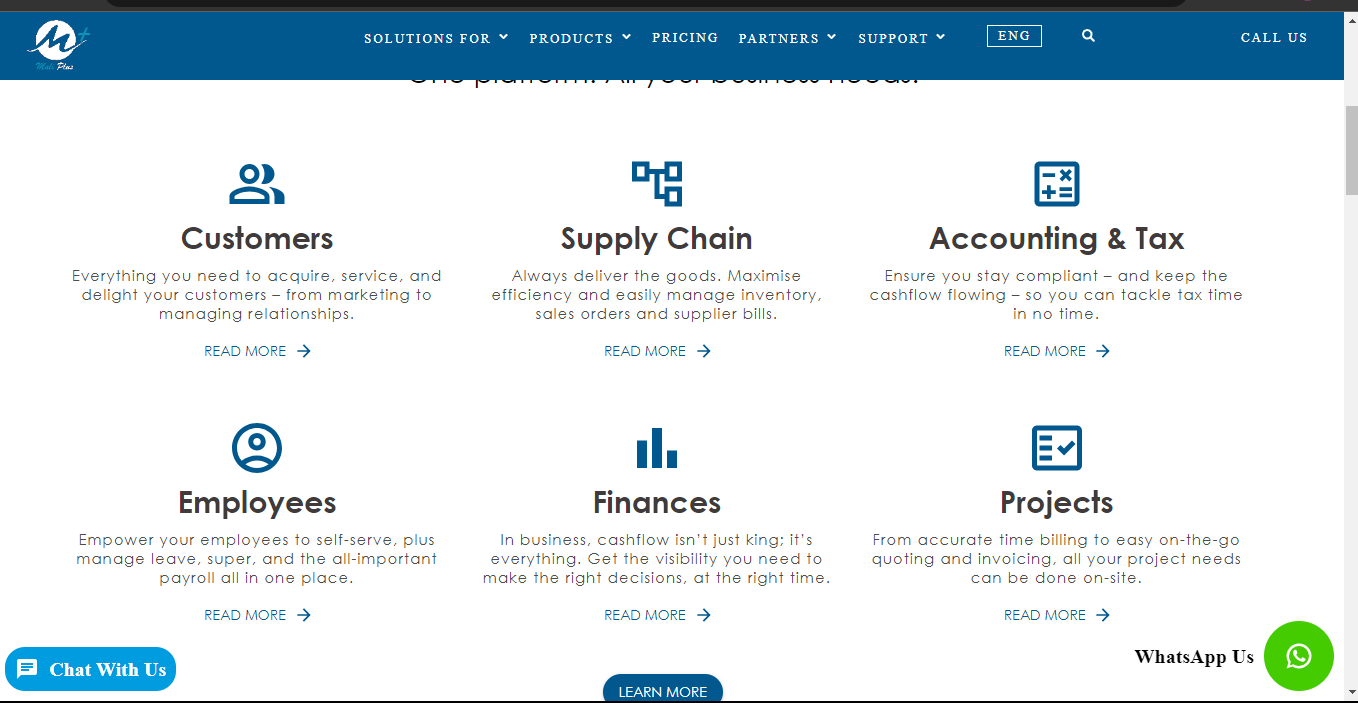 SOLUTIONS FOR PRODUCTS PRICING PARTNERS SUPPORT ENG CALL US
Mali Plus
One platform. All your business needs.
Customers
Everything you need to acquire, service, and
delight your customers – from marketing to
managing relationships.
READ MORE
Supply Chain
Always deliver the goods. Maximise
efficiency and easily manage inventory,
sales orders and supplier bills.
READ MORE
Accounting & Tax
Ensure you stay compliant – and keep the
cashflow flowing – so you can tackle tax time
in no time.
READ MORE
Employees
Empower your employees to self-serve, plus
manage leave, super, and the all-important
payroll all in one place.
READ MORE
Finances
In business, cashflow isn’t just king; it’s
everything. Get the visibility you need to
make the right decisions, at the right time.
READ MORE
Projects
From accurate time billing to easy on-the-go
quoting and invoicing, all your project needs
can be done on-site.
READ MORE
Chat With Us
WhatsApp Us
LEARN MORE